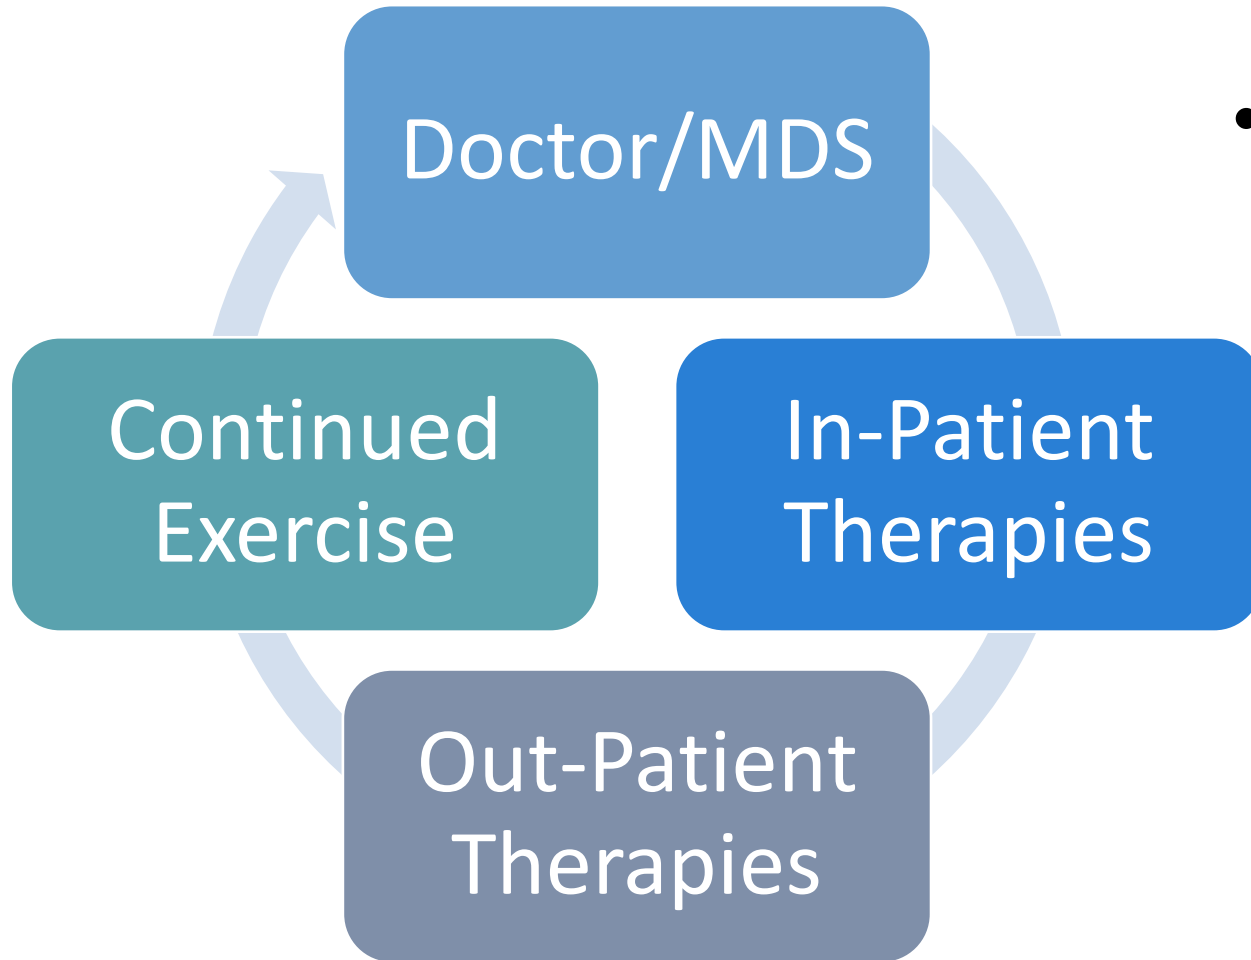 Doctor/MDS
In-Patient
Therapies
Out-Patient
Therapies
Continued
Exercise